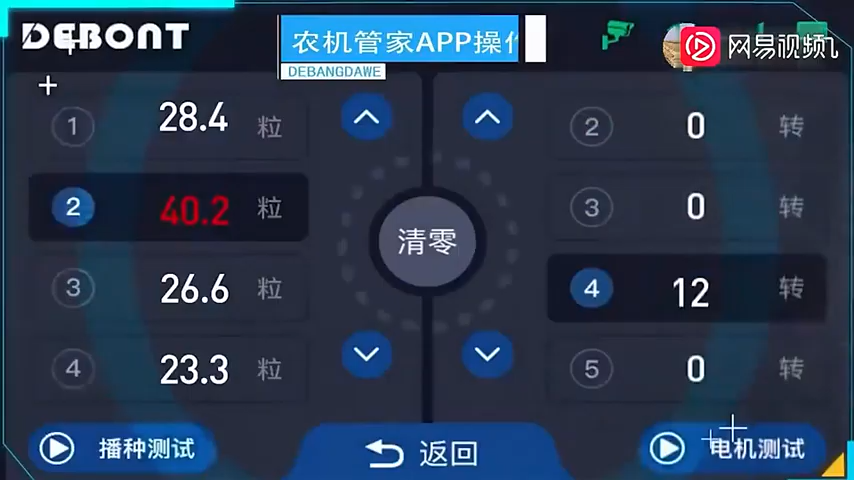 DEBONT
农机管家APP操作
DEBANGDAWE
网易视频
1 28.4 粒
2 40.2 粒
3 26.6 粒
4 23.3 粒
清零
2 0 转
3 0 转
4 12 转
5 0 转
播种测试
返回
电机测试